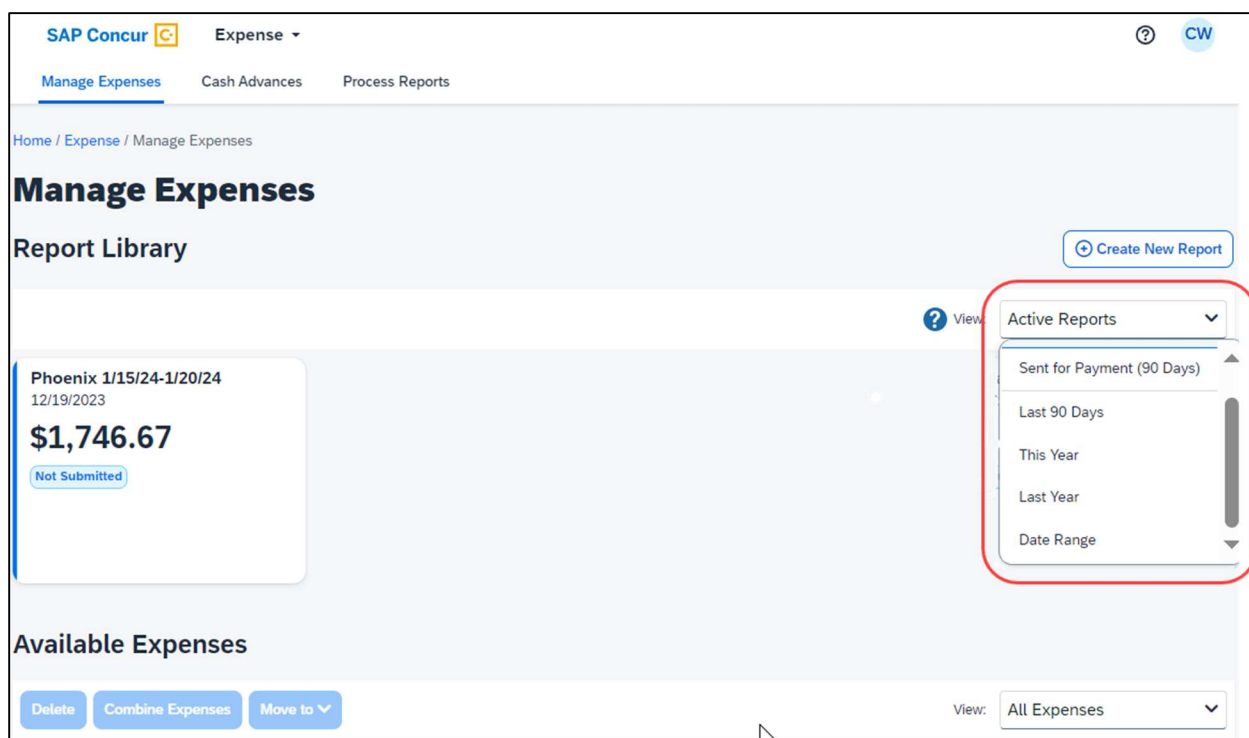 SAP Concur C Expense
CW
Manage Expenses Cash Advances Process Reports
Home / Expense / Manage Expenses
Manage Expenses
Report Library
Create New Report
View: Active Reports
Sent for Payment (90 Days)
Last 90 Days
This Year
Last Year
Date Range
Phoenix 1/15/24-1/20/24
12/19/2023
$1,746.67
Not Submitted
Available Expenses
Delete Combine Expenses Move to
View: All Expenses